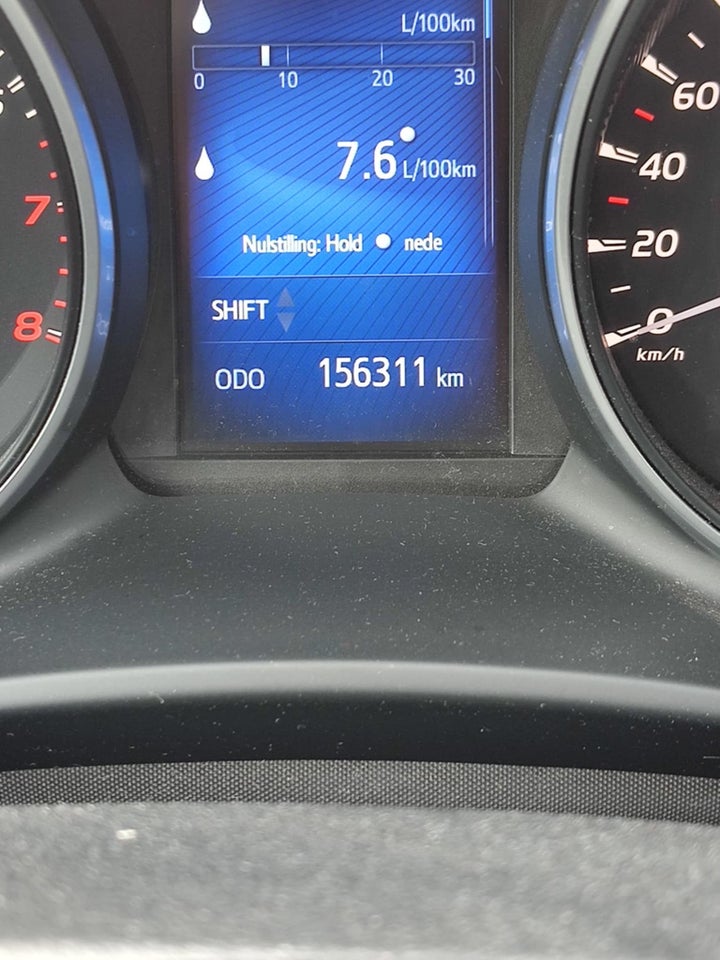 L/100km
0 10 20 30
7.6 L/100km
Nulstilling: Hold nede
SHIFT
ODO 156311 km
7
8
60
40
20
0
km/h